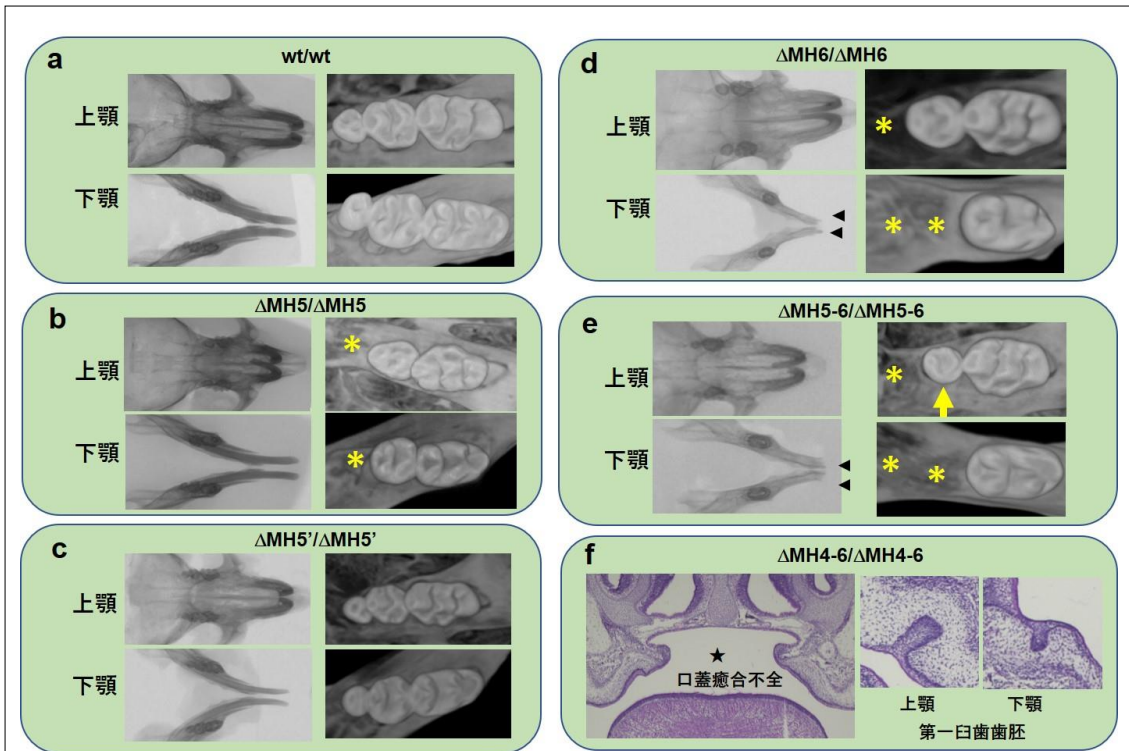 a
wt/wt
上顎
下顎
b
ΔMH5/ΔMH5
上顎
*
下顎
*
c
ΔMH5’/ΔMH5’
上顎
下顎
d
ΔMH6/ΔMH6
上顎
*
下顎
* *
e
ΔMH5-6/ΔMH5-6
上顎
*
下顎
* *
f
ΔMH4-6/ΔMH4-6
★
口蓋癒合不全
上顎 下顎
第一臼歯歯胚